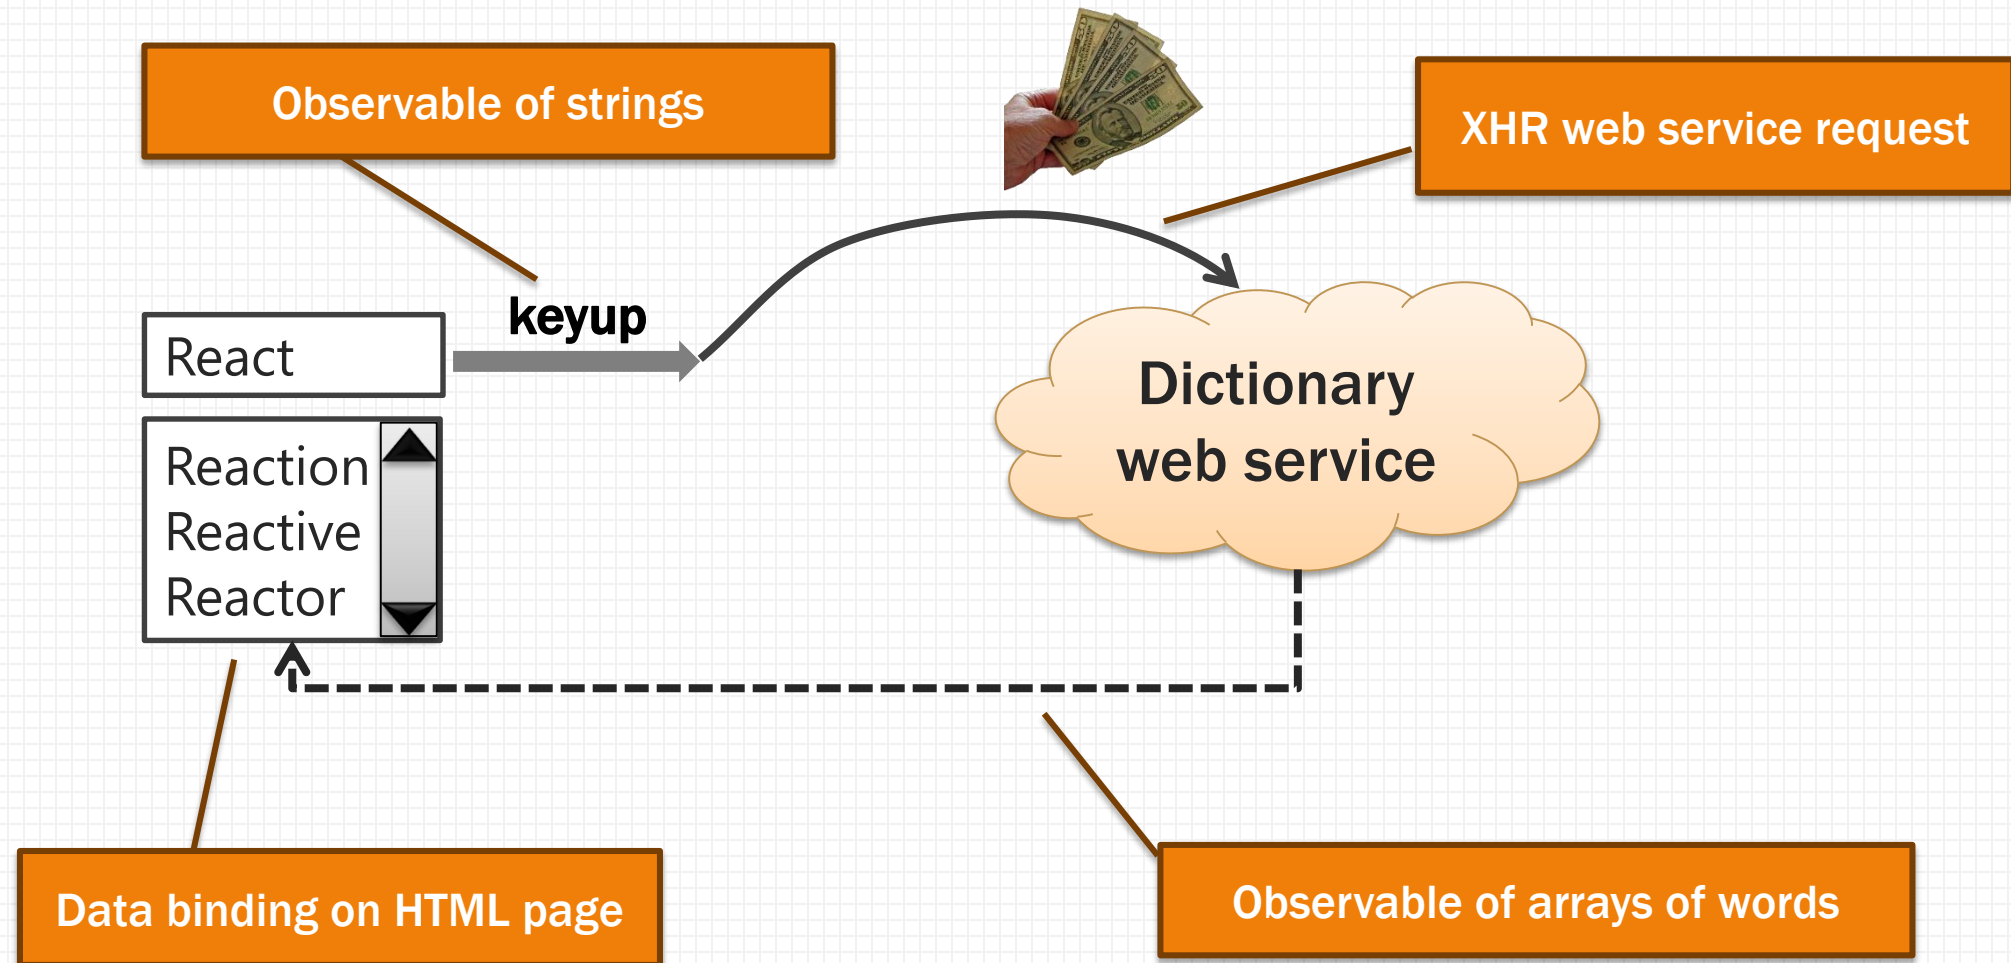 Observable of strings
XHR web service request
keyup
React
Reaction
Reactive
Reactor
Dictionary
web service
Data binding on HTML page
Observable of arrays of words